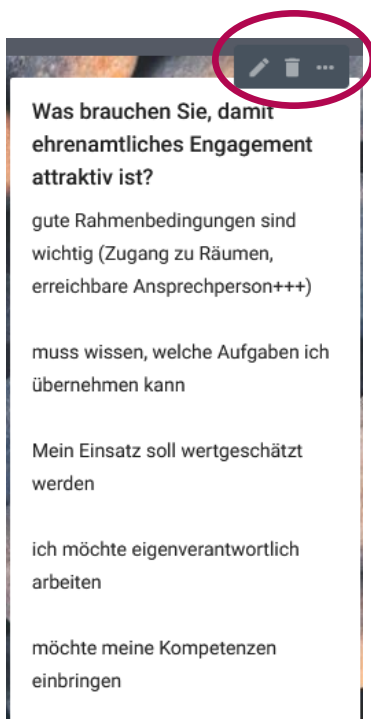 Was brauchen Sie, damit
ehrenamtliches Engagement
attraktiv ist?
gute Rahmenbedingungen sind
wichtig (Zugang zu Räumen,
erreichbare Ansprechperson+++)
muss wissen, welche Aufgaben ich
übernehmen kann
Mein Einsatz soll wertgeschätzt
werden
ich möchte eigenverantwortlich
arbeiten
möchte meine Kompetenzen
einbringen